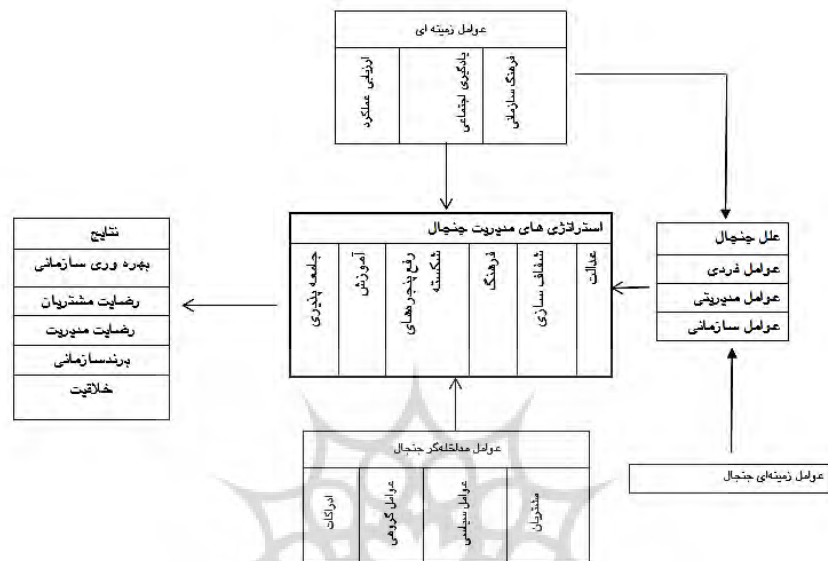 عوامل زمینه ای
فرهنگ سازمانی
یادگیری اجتماعی
ارزیابی عملکرد
علل جنجال
عوامل فردی
عوامل مدیریتی
عوامل سازمانی
استراتژی های مدیریت جنجال
عدالت
شفاف سازی
فرهنگ
رفع پنجره‌های
شکسته
آموزش
جامعه پذیری
نتایج
بهره وری سازمانی
رضایت مشتریان
رضایت مدیریت
برندسازمانی
خلاقیت
عوامل مداخله‌گر جنجال
مشتریان
عوامل سیاسی
عوامل گروهی
ادراکات
عوامل زمینه‌ای جنجال